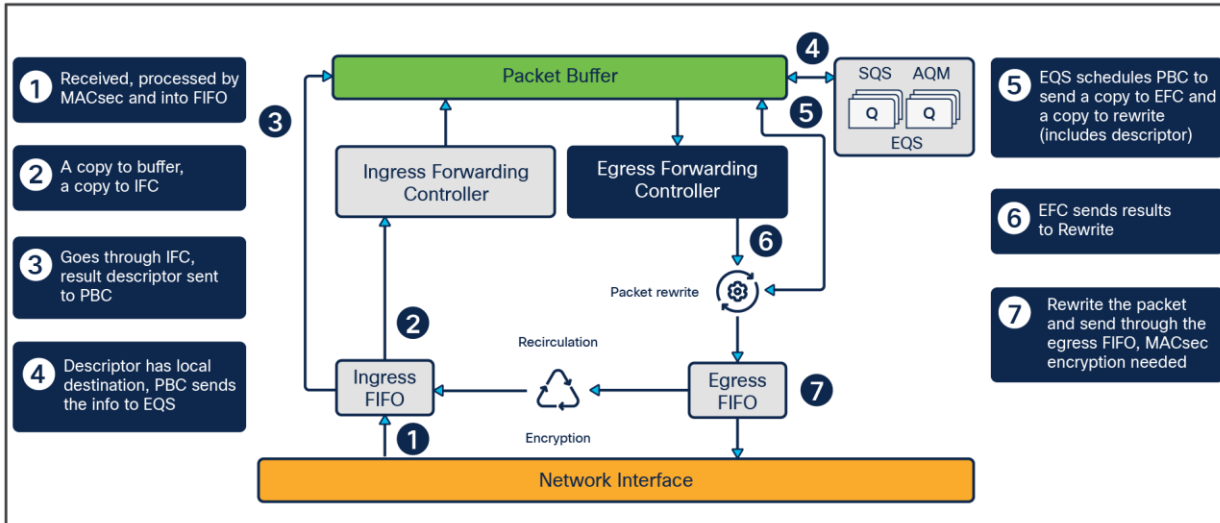 1
Received, processed by
MACsec and into FIFO
2
A copy to buffer,
a copy to IFC
3
Goes through IFC,
result descriptor sent
to PBC
4
Descriptor has local
destination, PBC sends
the info to EQS
Packet Buffer
4
SQS AQM
Q Q
EQS
3
5
Ingress Forwarding
Controller
Egress Forwarding
Controller
6
Packet rewrite
2
Recirculation
Ingress
FIFO
Egress
FIFO
7
Encryption
1
Network Interface
5
EQS schedules PBC to
send a copy to EFC and
a copy to rewrite
(includes descriptor)
6
EFC sends results
to Rewrite
7
Rewrite the packet
and send through the
egress FIFO, MACsec
encryption needed